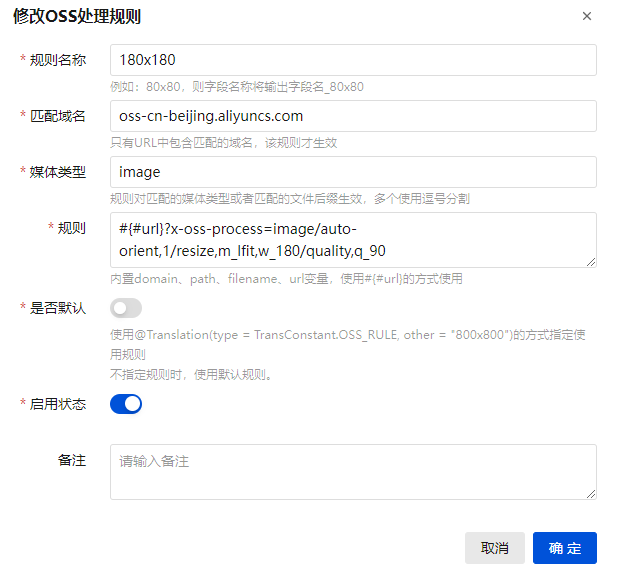 修改OSS处理规则
* 规则名称 180x180
例如：80x80，则字段名称将输出字段名_80x80
* 匹配域名 oss-cn-beijing.aliyuncs.com
只有URL中包含匹配的域名，该规则才生效
* 媒体类型 image
规则对匹配的媒体类型或者匹配的文件后缀生效，多个使用逗号分割
* 规则 #{#url}?x-oss-process=image/auto-
orient,1/resize,m_lfit,w_180/quality,q_90
内置domain、path、filename、url变量，使用#{#url}的方式使用
* 是否默认
使用@Translation(type = TransConstant.OSS_RULE, other = "800x800")的方式指定使
用规则
不指定规则时，使用默认规则。
* 启用状态
备注 请输入备注
取消 确 定